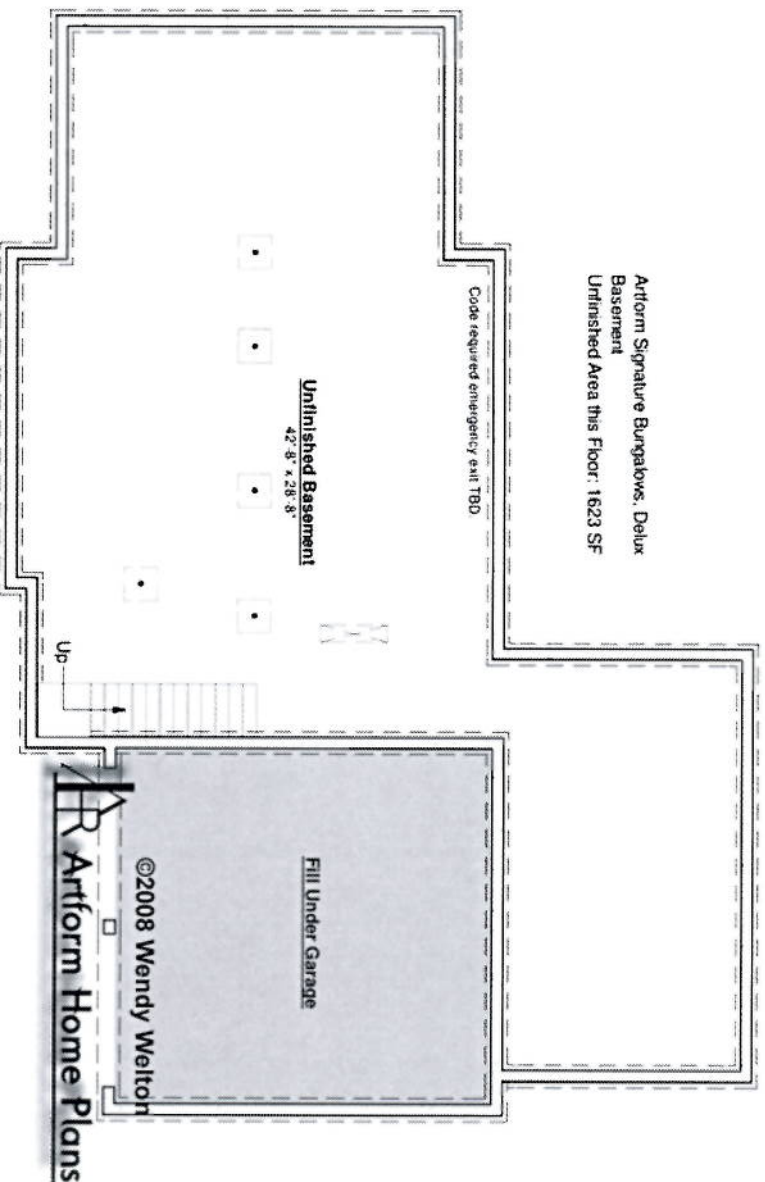 Artform Signature Bungalows, Delux
Basement
Unfinished Area this Floor: 1623 SF
Code required emergency exit TBD.
Unfinished Basement
42'-8" x 28'-8"
Up
Fill Under Garage
©2008 Wendy Welton
Artform Home Plans